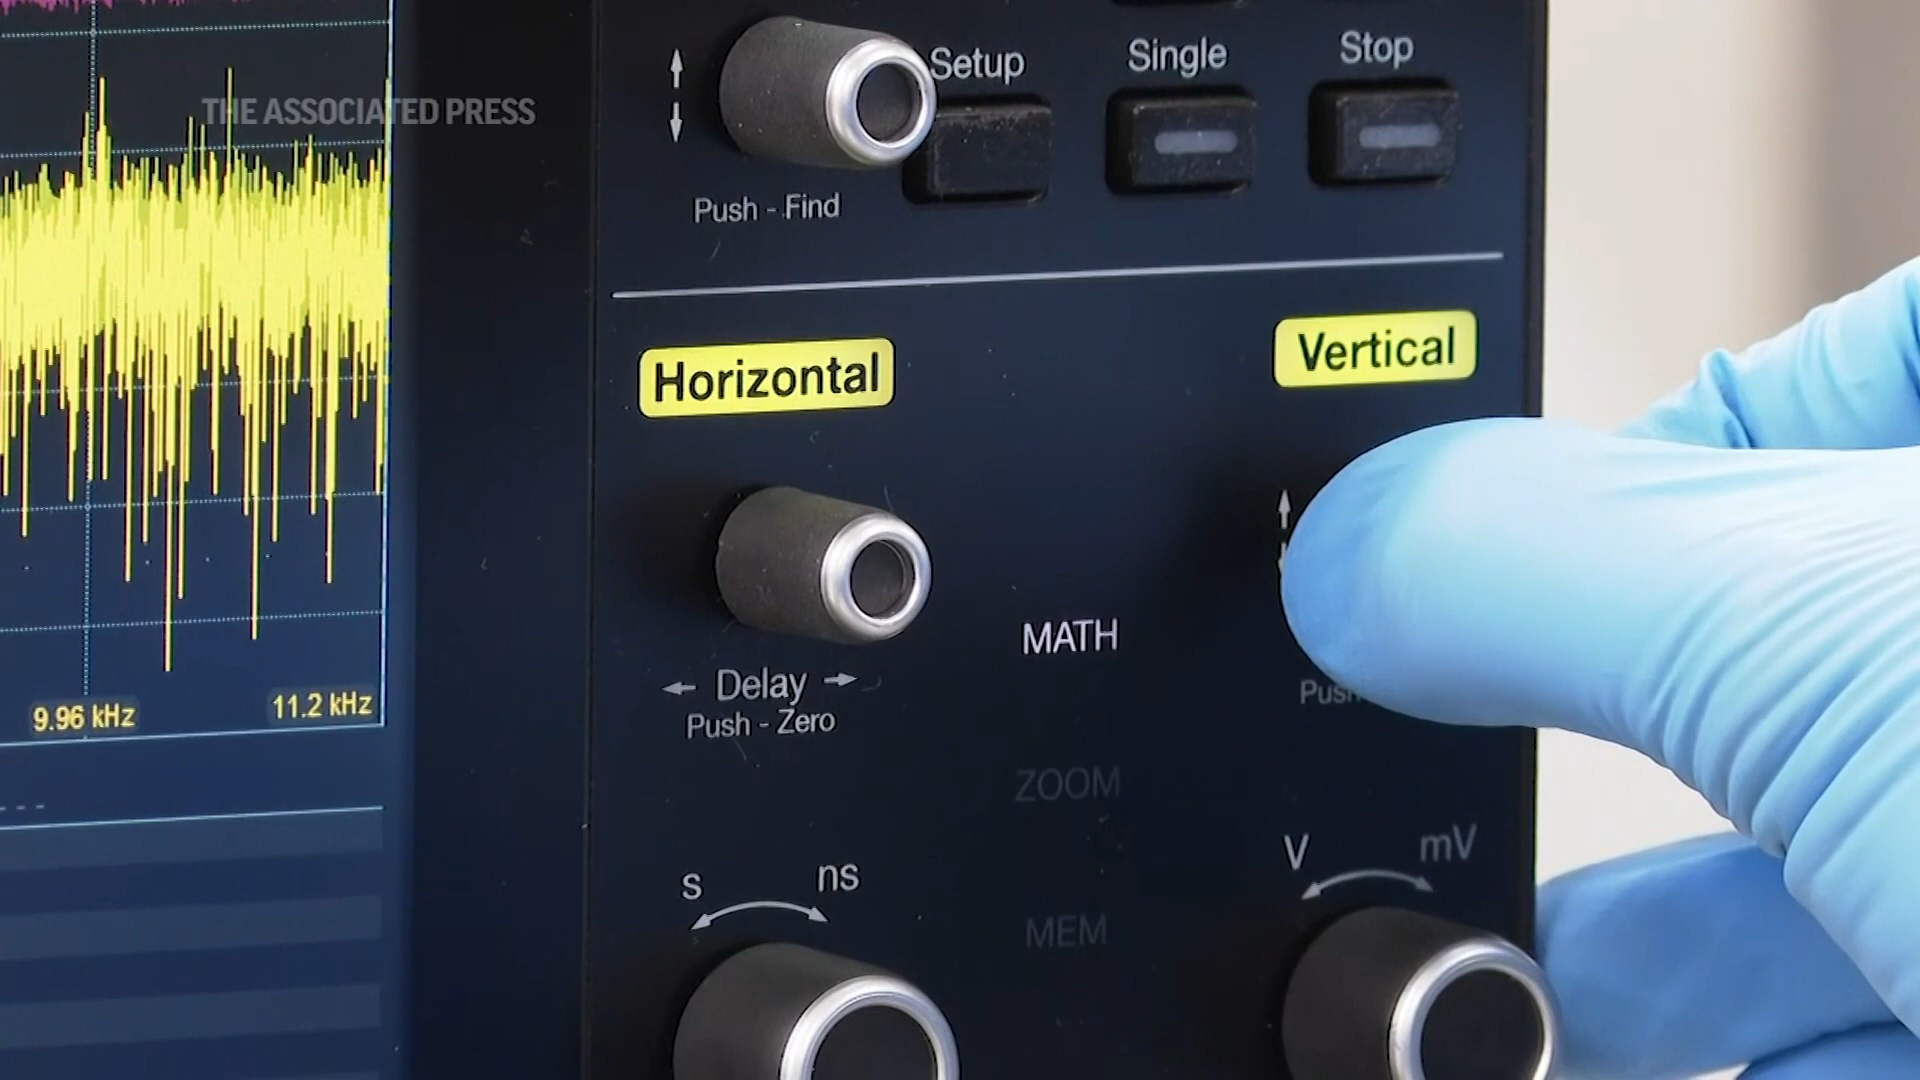 THE ASSOCIATED PRESS
Setup
Single
Stop
Push - Find
Horizontal
Vertical
MATH
Delay
Push - Zero
9.96 kHz
11.2 kHz
ZOOM
s
ns
V
mV
MEM